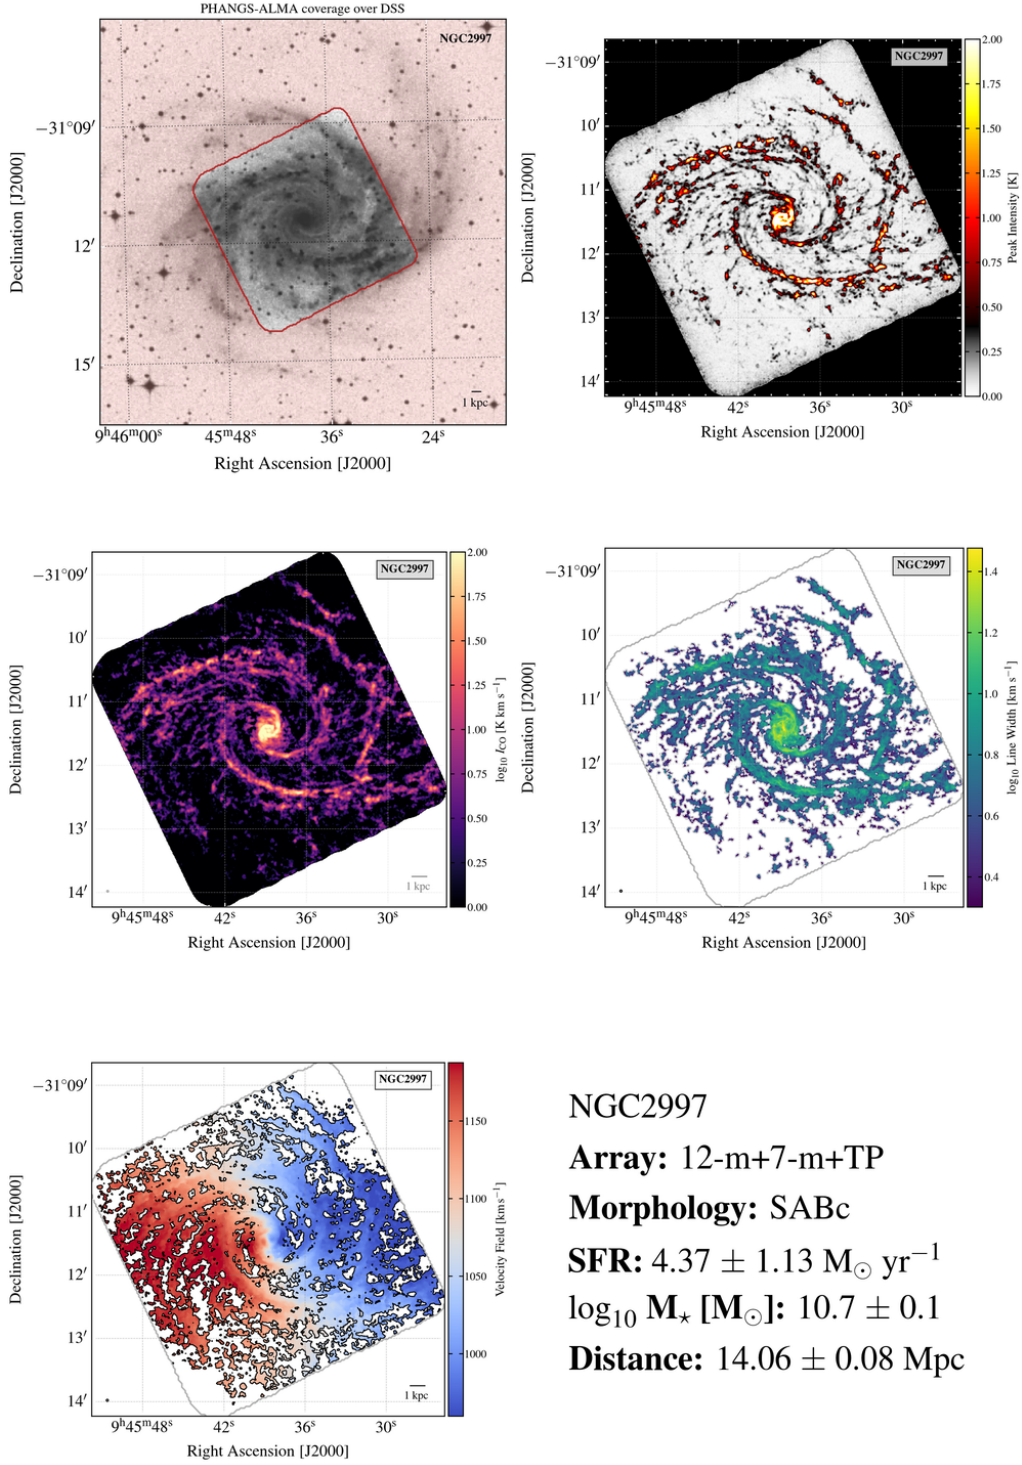 PHANGS-ALMA coverage over DSS
NGC2997
−31°09′
12′
15′
9ʰ46ᵐ00ˢ 45ᵐ48ˢ 36ˢ 24ˢ
1 kpc
Right Ascension [J2000]
Declination [J2000]
NGC2997
−31°09′
10′
11′
12′
13′
14′
9ʰ45ᵐ48ˢ 42ˢ 36ˢ 30ˢ
Right Ascension [J2000]
Declination [J2000]
2.00
1.75
1.50
1.25
1.00
0.75
0.50
0.25
0.00
Peak Intensity [K]
NGC2997
−31°09′
10′
11′
12′
13′
14′
1 kpc
9ʰ45ᵐ48ˢ 42ˢ 36ˢ 30ˢ
Right Ascension [J2000]
Declination [J2000]
2.00
1.75
1.50
1.25
1.00
0.75
0.50
0.25
0.00
log₁₀ I_CO [K km s⁻¹]
NGC2997
−31°09′
10′
11′
12′
13′
14′
1 kpc
9ʰ45ᵐ48ˢ 42ˢ 36ˢ 30ˢ
Right Ascension [J2000]
Declination [J2000]
1.4
1.2
1.0
0.8
0.6
0.4
log₁₀ Line Width [km s⁻¹]
NGC2997
−31°09′
10′
11′
12′
13′
14′
1 kpc
9ʰ45ᵐ48ˢ 42ˢ 36ˢ 30ˢ
Right Ascension [J2000]
Declination [J2000]
1150
1100
1050
1000
Velocity Field [km s⁻¹]
NGC2997
Array: 12-m+7-m+TP
Morphology: SABc
SFR: 4.37 ± 1.13 M⊙ yr⁻¹
log₁₀ M⋆ [M⊙]: 10.7 ± 0.1
Distance: 14.06 ± 0.08 Mpc